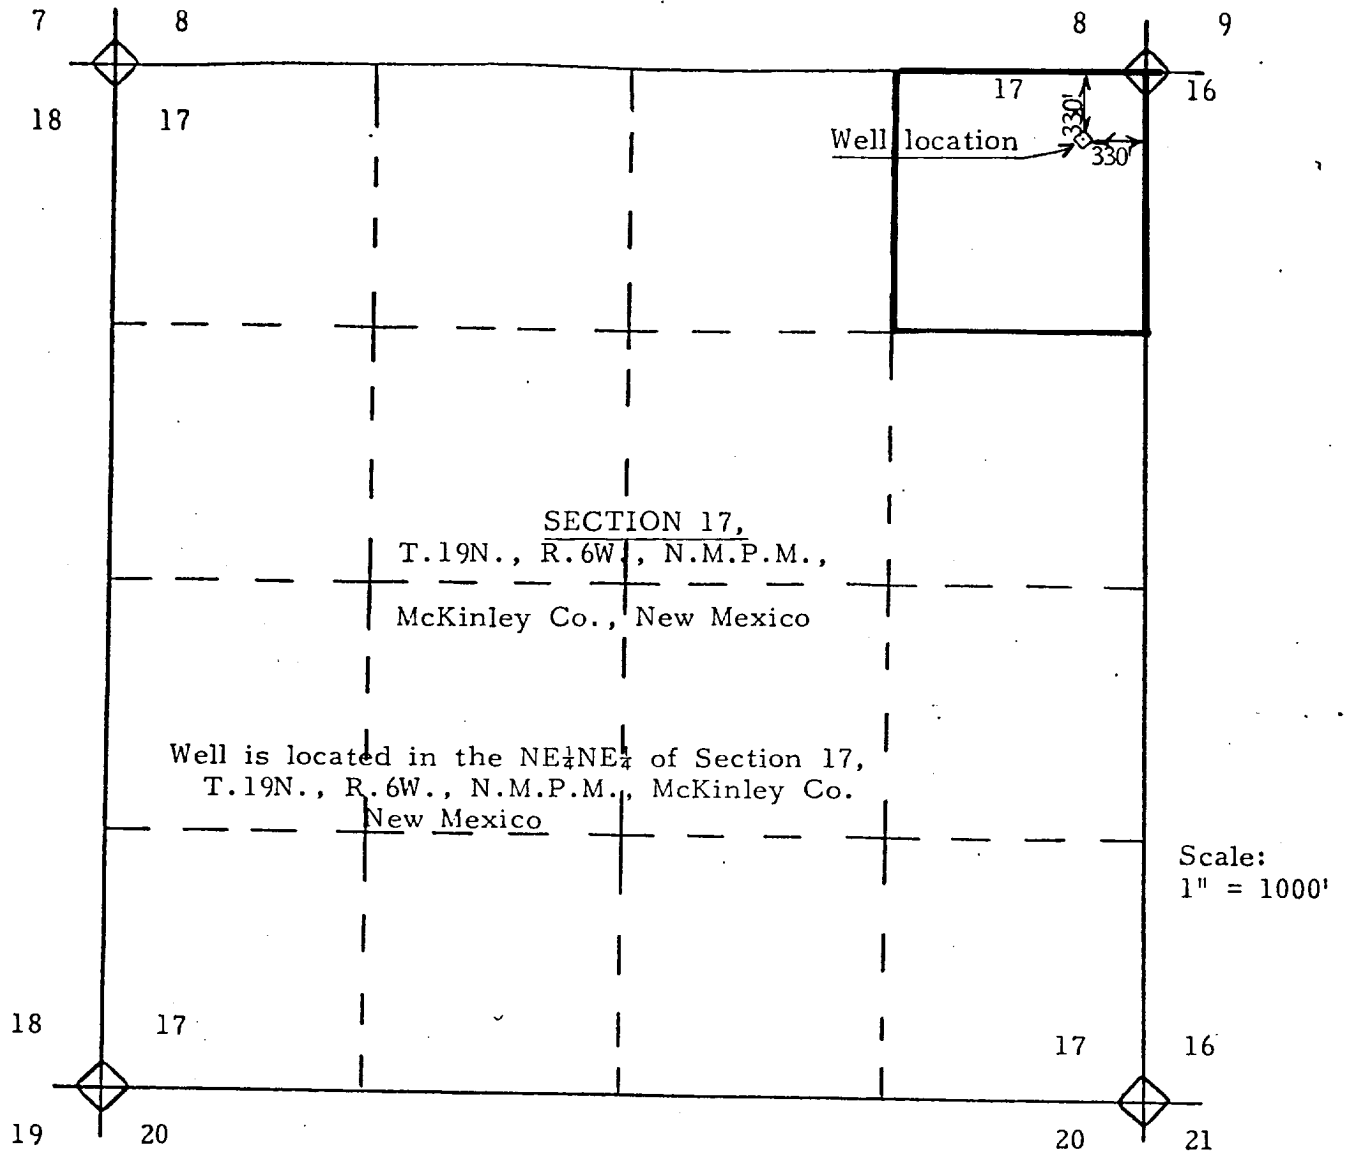 7 8 8 9
18 17 17 16
330'
Well location
330'
SECTION 17,
T.19N., R.6W., N.M.P.M.,
McKinley Co., New Mexico
Well is located in the NE¼NE¼ of Section 17,
T.19N., R.6W., N.M.P.M., McKinley Co.
New Mexico
Scale:
1" = 1000'
18 17 17 16
19 20 20 21